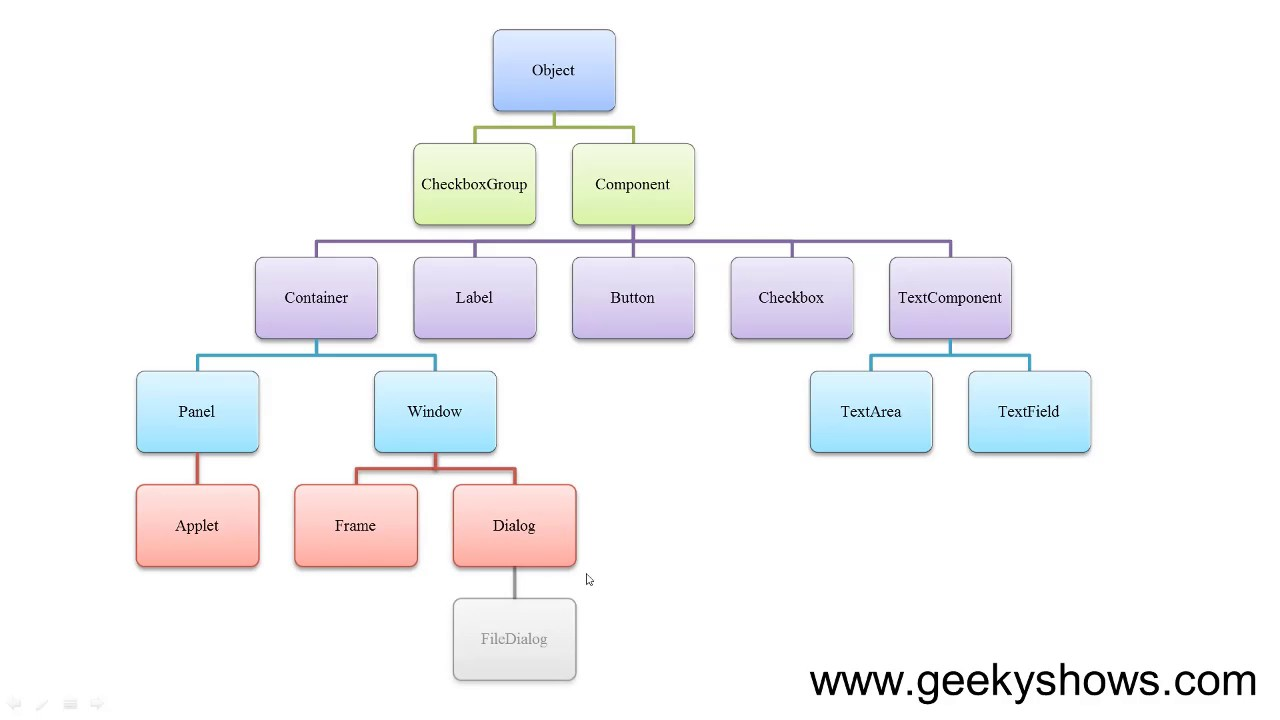 Object
CheckboxGroup
Component
Container
Label
Button
Checkbox
TextComponent
Panel
Window
TextArea
TextField
Applet
Frame
Dialog
FileDialog
www.geekyshows.com